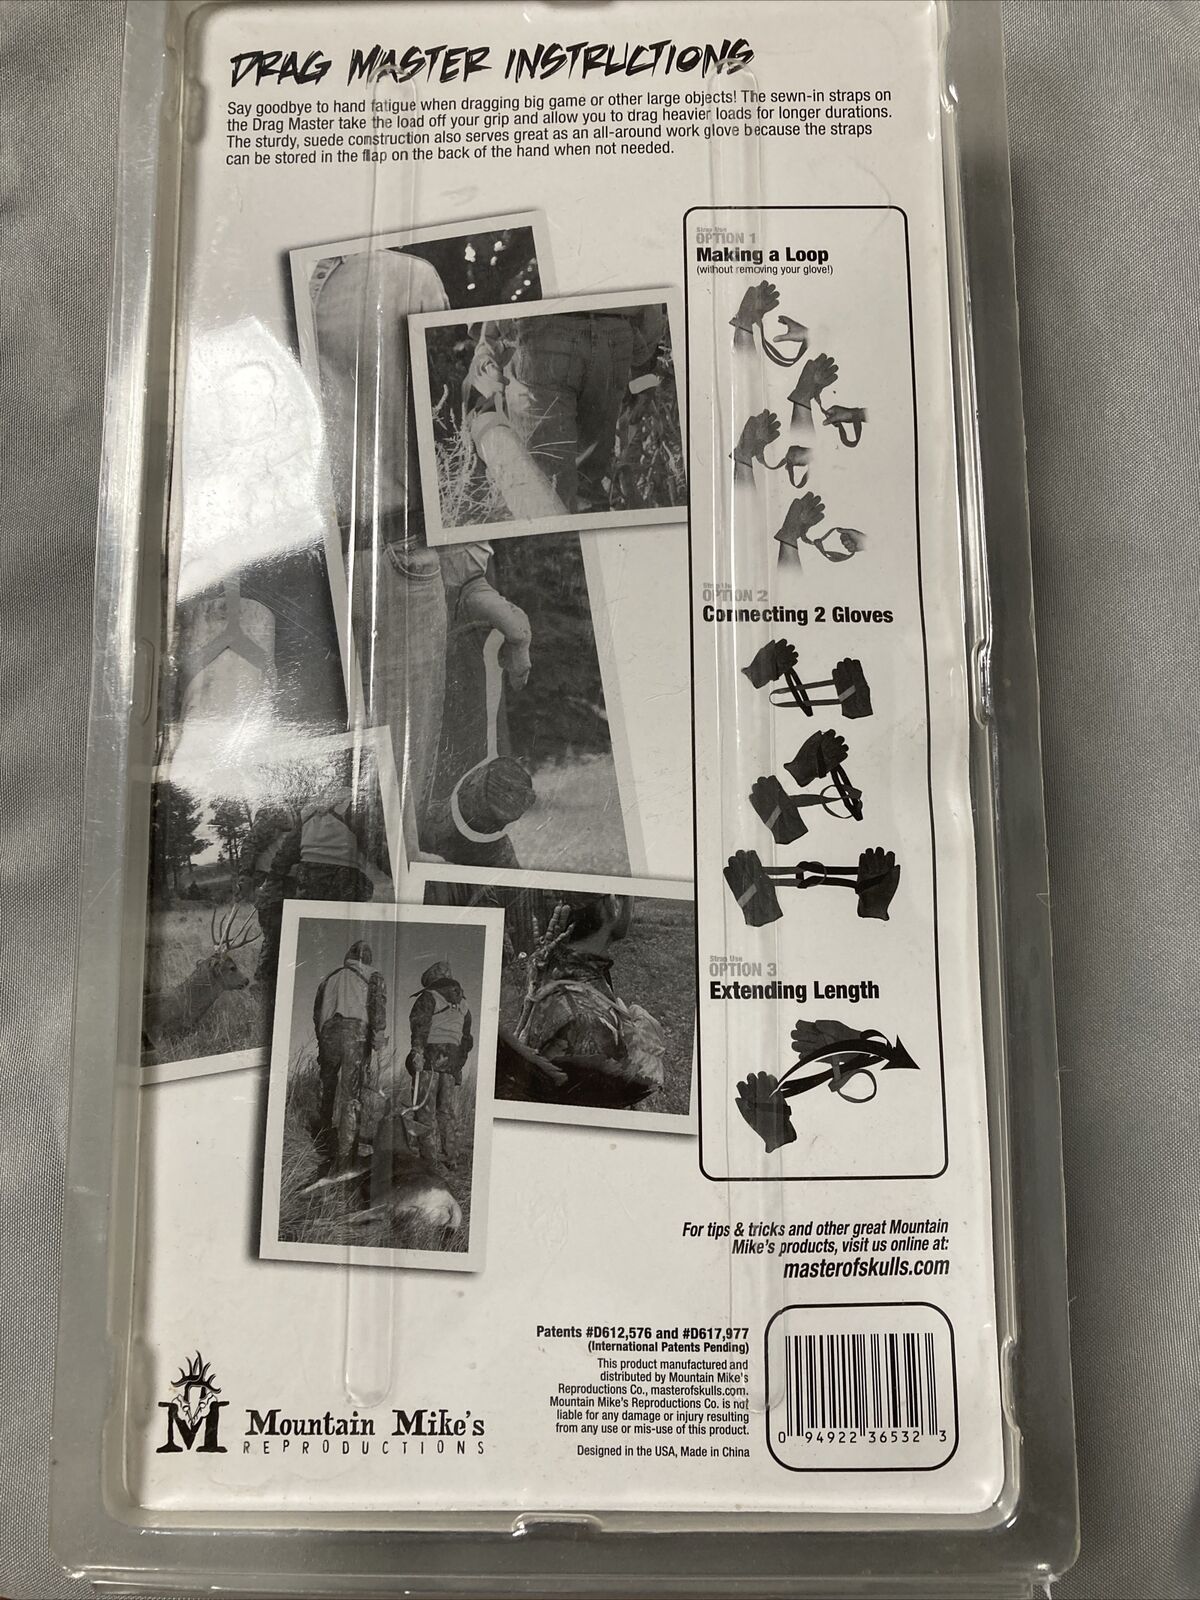 DRAG MASTER INSTRUCTIONS
Say goodbye to hand fatigue when dragging big game or other large objects! The sewn-in straps on
the Drag Master take the load off your grip and allow you to drag heavier loads for longer durations.
The sturdy, suede construction also serves great as an all-around work glove because the straps
can be stored in the flap on the back of the hand when not needed.
Strap Use
OPTION 1
Making a Loop
(without removing your glove!)
Strap Use
OPTION 2
Connecting 2 Gloves
Strap Use
OPTION 3
Extending Length
For tips & tricks and other great Mountain
Mike's products, visit us online at:
masterofskulls.com
Patents #D612,576 and #D617,977
(International Patents Pending)
This product manufactured and
distributed by Mountain Mike's
Reproductions Co., masterofskulls.com.
Mountain Mike's Reproductions Co. is not
liable for any damage or injury resulting
from any use or mis-use of this product.
Designed in the USA, Made in China
M Mountain Mike's
REPRODUCTIONS
0 94922 36532 3